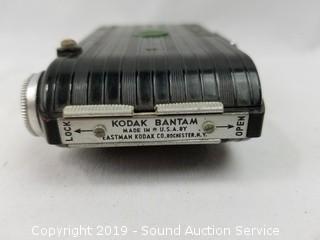 KODAK BANTAM
MADE IN U.S.A. BY
EASTMAN KODAK CO., ROCHESTER, N.Y.
LOCK
OPEN
Copyright 2019 - Sound Auction Service